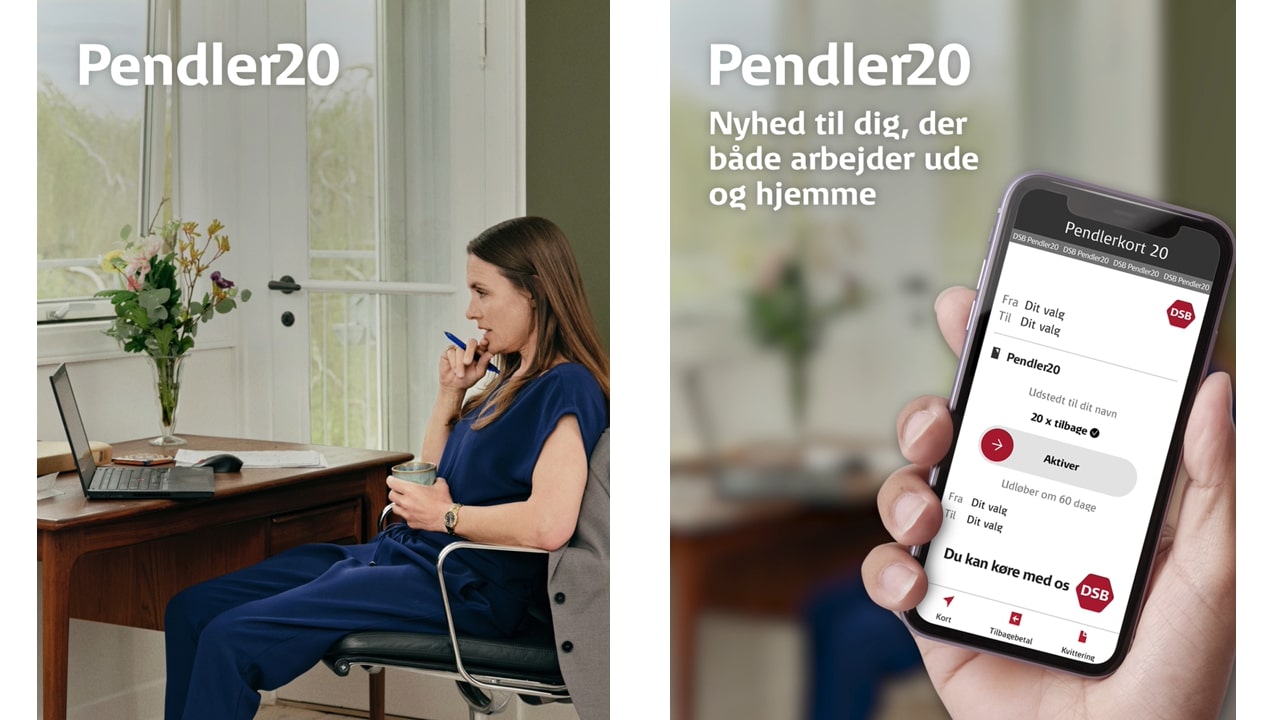 Pendler20
Pendler20
Nyhed til dig, der
både arbejder ude
og hjemme
Pendlerkort 20
DSB Pendler20 DSB Pendler20 DSB Pendler20 DSB Pendler20
Fra Dit valg
Til Dit valg
DSB
Pendler20
Udstedt til dit navn
20 x tilbage
Aktiver
Udløber om 60 dage
Fra Dit valg
Til Dit valg
Du kan køre med os
DSB
Kort
Tilbagebetal
Kvittering